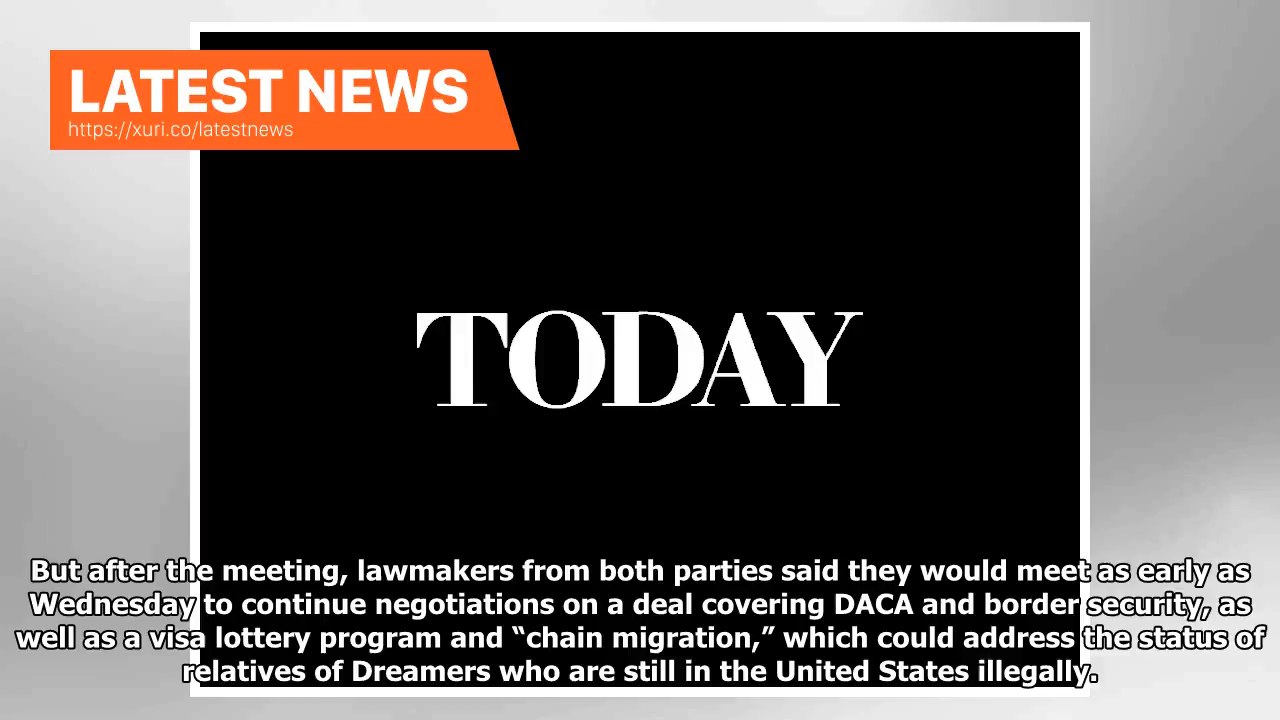 LATEST NEWS
https://xuri.co/latestnews
TODAY
But after the meeting, lawmakers from both parties said they would meet as early as
Wednesday to continue negotiations on a deal covering DACA and border security, as
well as a visa lottery program and “chain migration,” which could address the status of
relatives of Dreamers who are still in the United States illegally.